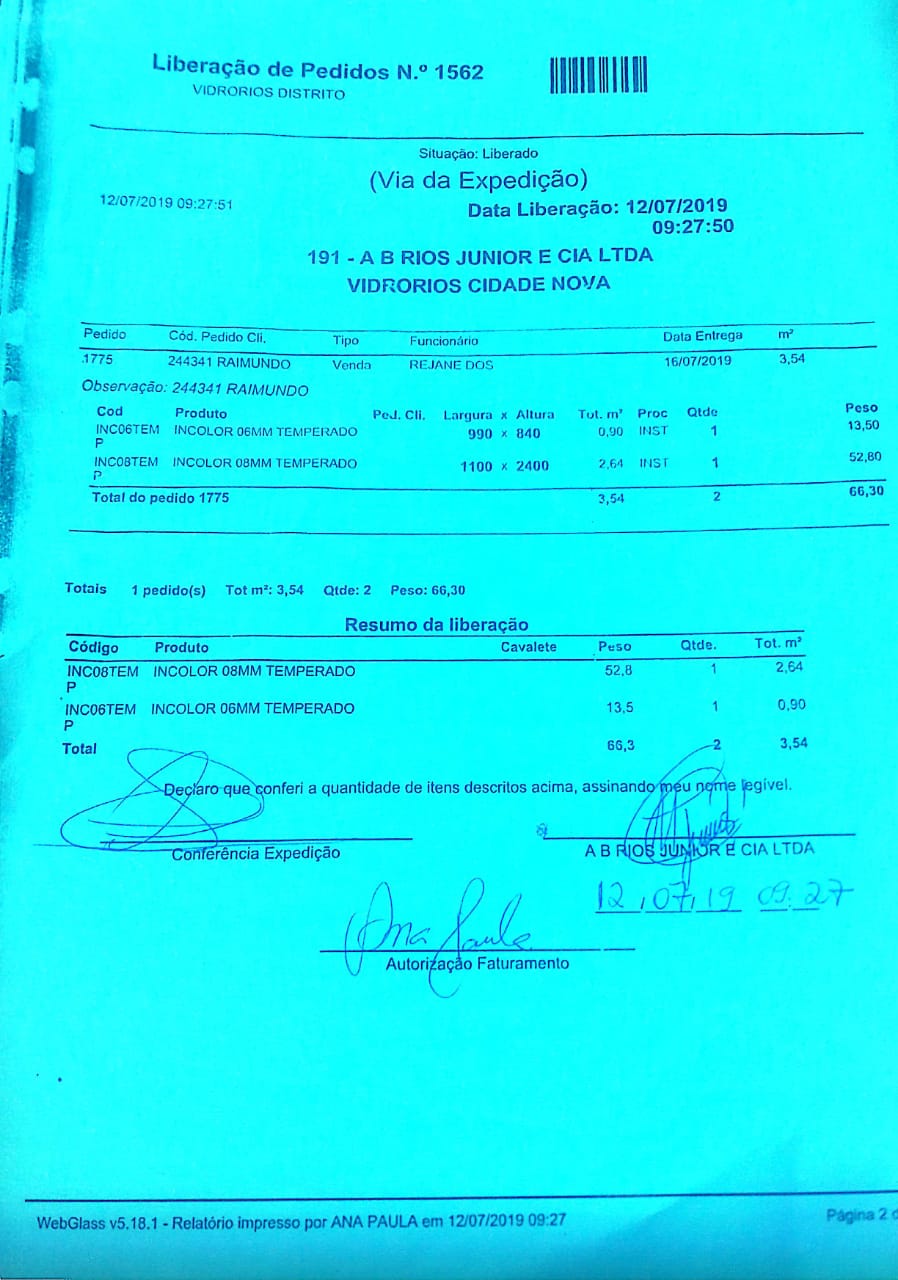 Liberação de Pedidos N.º 1562
VIDRORIOS DISTRITO
Situação: Liberado
(Via da Expedição)
12/07/2019 09:27:51
Data Liberação: 12/07/2019
09:27:50
191 - A B RIOS JUNIOR E CIA LTDA
VIDRORIOS CIDADE NOVA
Pedido Cód. Pedido Cli. Tipo Funcionário Data Entrega m²
1775 244341 RAIMUNDO Venda REJANE DOS 16/07/2019 3,54
Observação: 244341 RAIMUNDO
Cod Produto Ped. Cli. Largura x Altura Tot. m² Proc Qtde Peso
INC06TEM INCOLOR 06MM TEMPERADO 990 x 840 0,90 INST 1 13,50
P
INC08TEM INCOLOR 08MM TEMPERADO 1100 x 2400 2,64 INST 1 52,80
P
Total do pedido 1775 3,54 2 66,30
Totais 1 pedido(s) Tot m²: 3,54 Qtde: 2 Peso: 66,30
Resumo da liberação
Código Produto Cavalete Peso Qtde. Tot. m²
INC08TEM INCOLOR 08MM TEMPERADO 52,8 1 2,64
P
INC06TEM INCOLOR 06MM TEMPERADO 13,5 1 0,90
P
Total 66,3 2 3,54
Declaro que conferi a quantidade de itens descritos acima, assinando meu nome legível.
Conferência Expedição
A B RIOS JUNIOR E CIA LTDA
12/07/19 09:27
Ana Paula
Autorização Faturamento
WebGlass v5.18.1 - Relatório impresso por ANA PAULA em 12/07/2019 09:27
Página 2